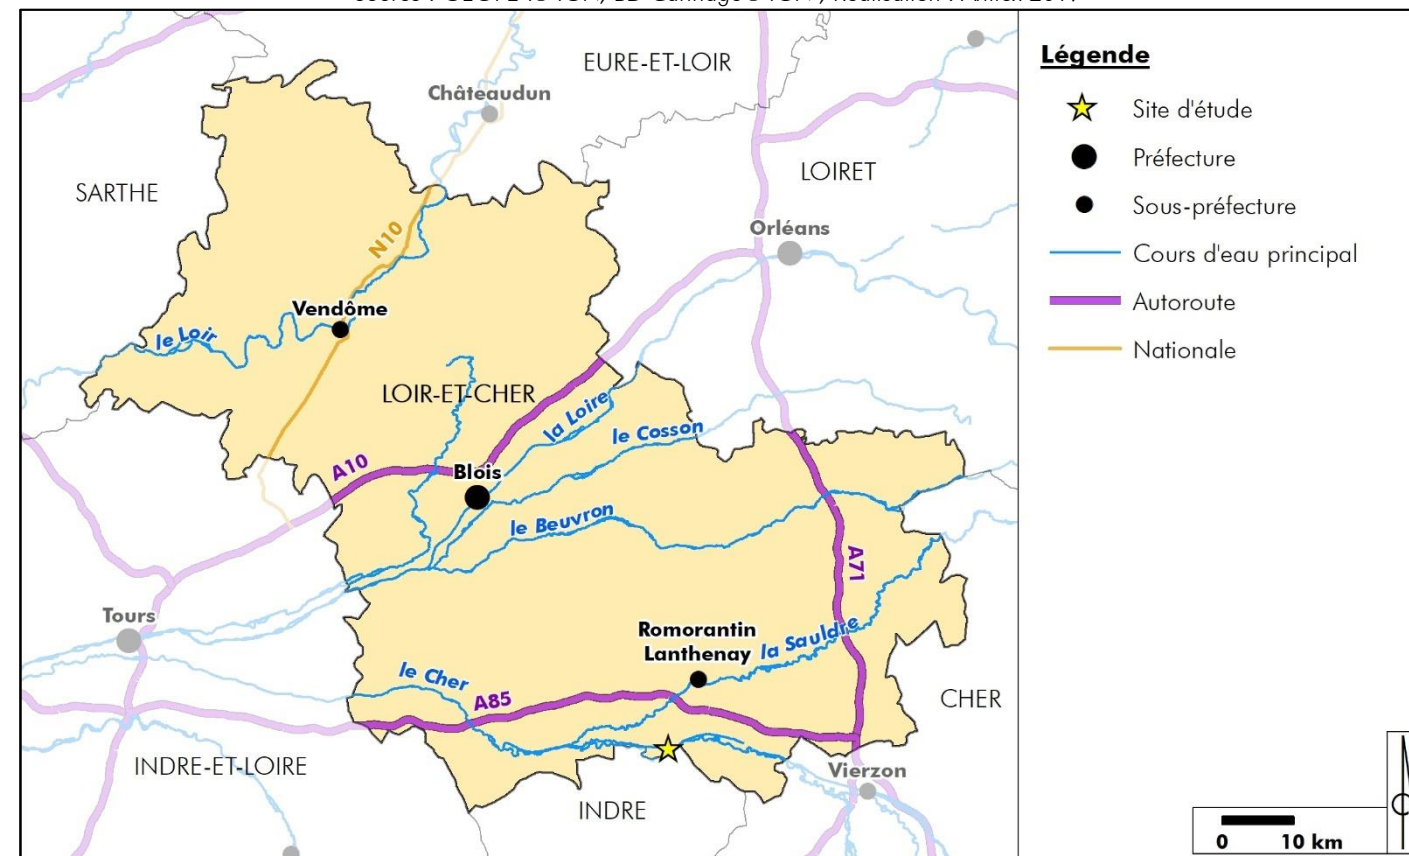 EURE-ET-LOIR
Châteaudun
SARTHE
LOIRET
Orléans
N10
Vendôme
le Loir
LOIR-ET-CHER
la Loire
le Cosson
A10
Blois
le Beuvron
A71
Tours
Romorantin
Lanthenay
la Sauldre
le Cher
A85
CHER
INDRE-ET-LOIRE
Vierzon
INDRE
Légende
Site d'étude
Préfecture
Sous-préfecture
Cours d'eau principal
Autoroute
Nationale
0 10 km